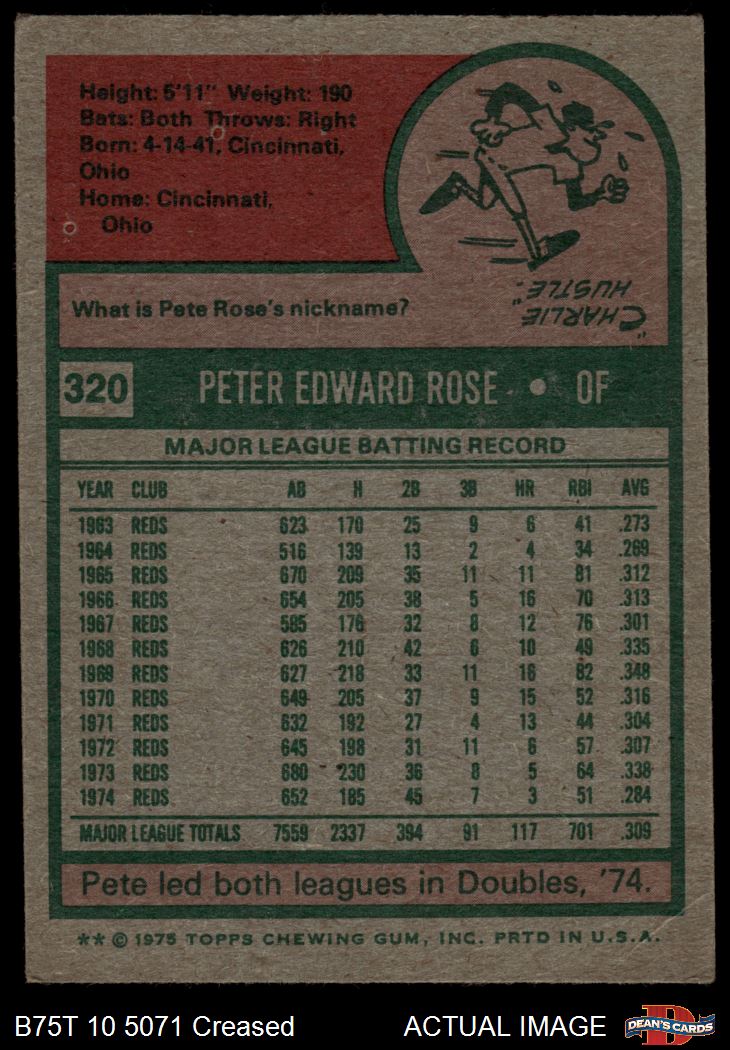 Height: 5'11" Weight: 190
Bats: Both Throws: Right
Born: 4-14-41, Cincinnati,
Ohio
Home: Cincinnati,
Ohio
What is Pete Rose's nickname?
"CHARLIE
HUSTLE"
320 PETER EDWARD ROSE • OF
MAJOR LEAGUE BATTING RECORD
YEAR CLUB AB H 2B 3B HR RBI AVG
1963 REDS 623 170 25 9 6 41 .273
1964 REDS 516 139 13 2 4 34 .269
1965 REDS 670 209 35 11 11 81 .312
1966 REDS 654 205 38 5 16 70 .313
1967 REDS 585 176 32 8 12 76 .301
1968 REDS 626 210 42 6 10 49 .335
1969 REDS 627 218 33 11 16 82 .348
1970 REDS 649 205 37 9 15 52 .316
1971 REDS 632 192 27 4 13 44 .304
1972 REDS 645 198 31 11 6 57 .307
1973 REDS 680 230 36 8 5 64 .338
1974 REDS 652 185 45 7 3 51 .284
MAJOR LEAGUE TOTALS 7559 2337 394 91 117 701 .309
Pete led both leagues in Doubles, '74.
** © 1975 TOPPS CHEWING GUM, INC. PRTD IN U.S.A.
B75T 10 5071 Creased ACTUAL IMAGE
D
DEAN'S CARDS